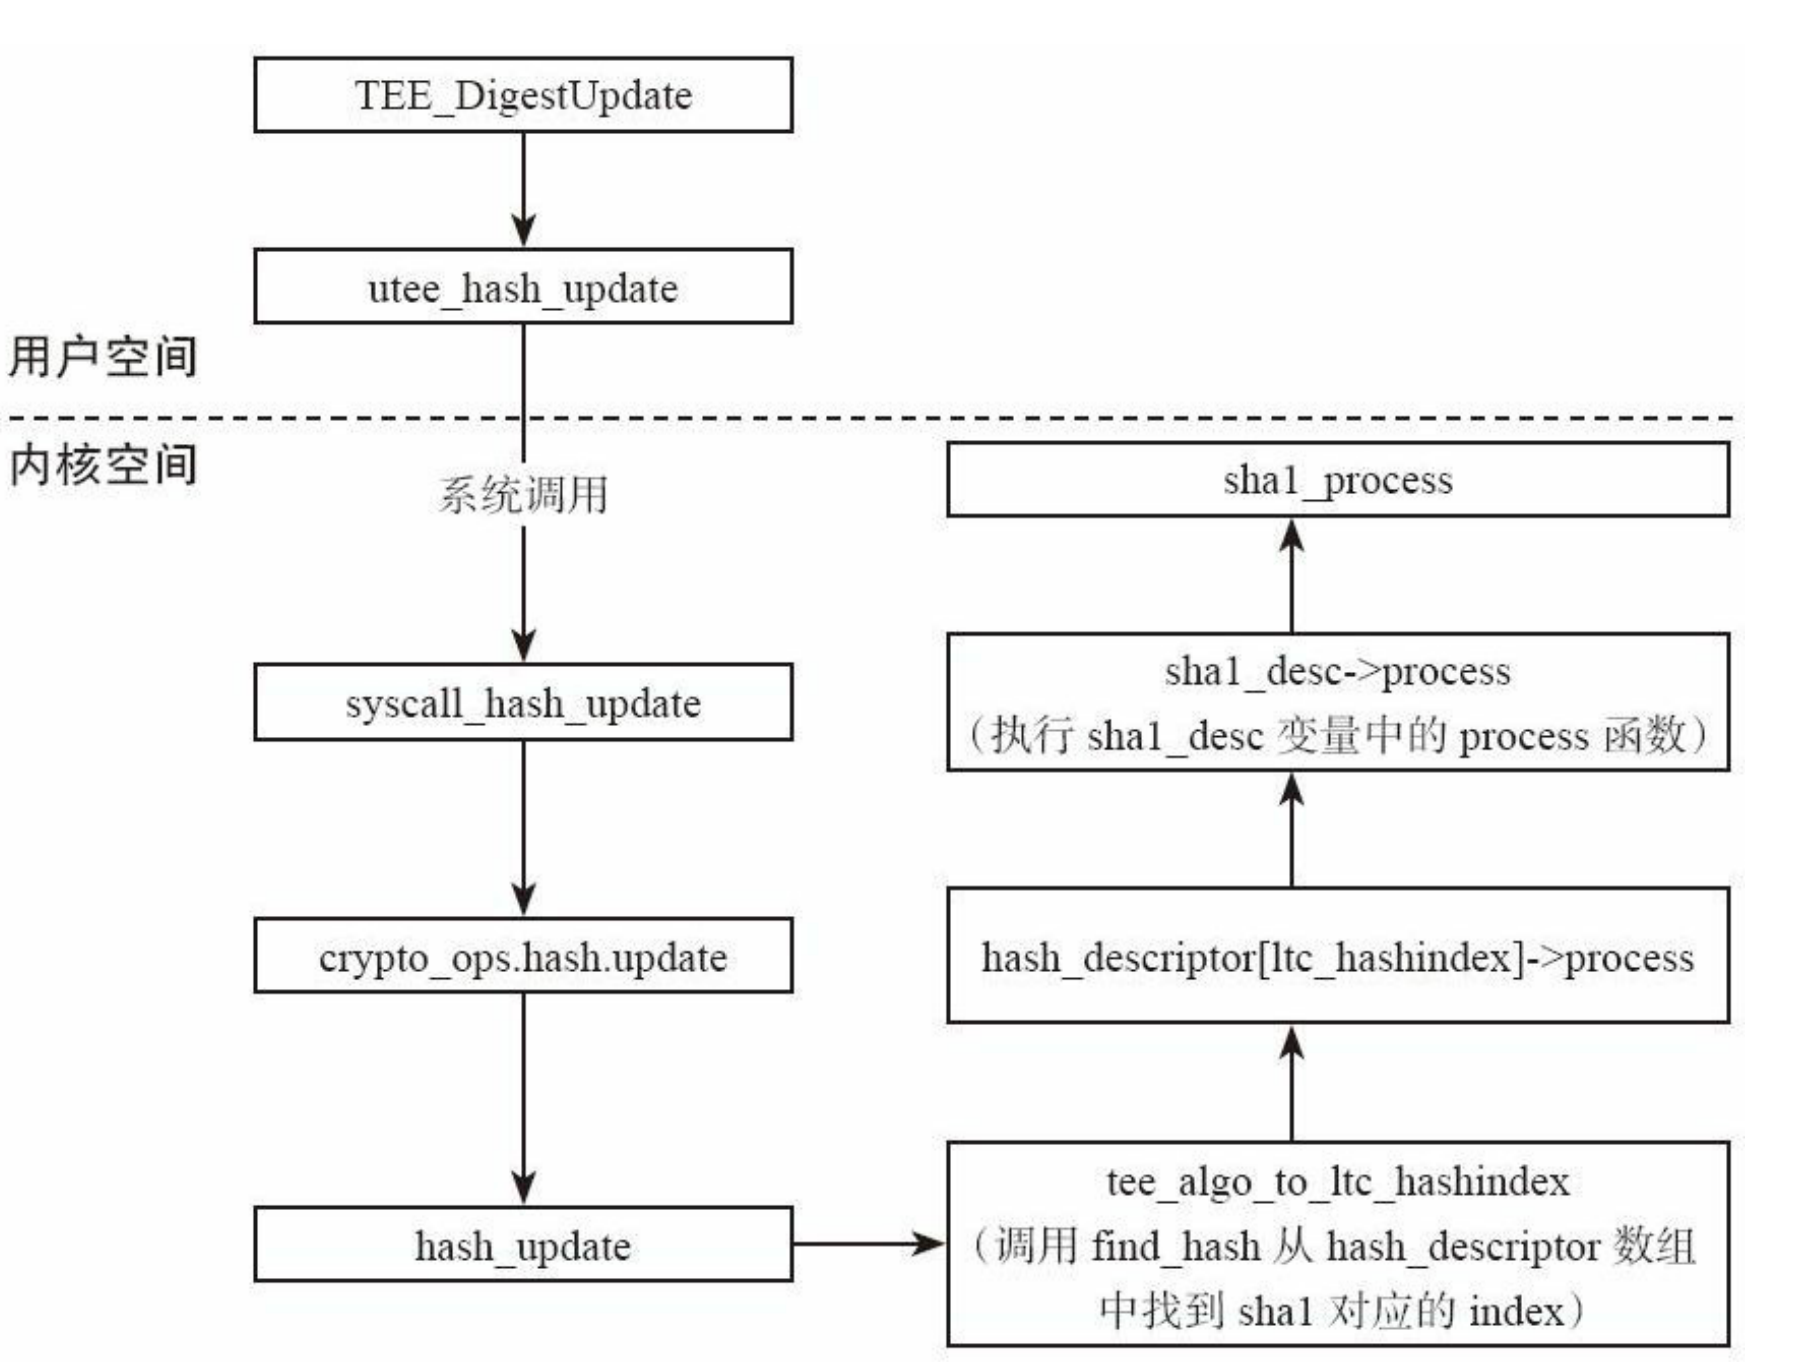 TEE_DigestUpdate
utee_hash_update
用户空间
内核空间
系统调用
syscall_hash_update
crypto_ops.hash.update
hash_update
tee_algo_to_ltc_hashindex
（调用 find_hash 从 hash_descriptor 数组
中找到 sha1 对应的 index）
hash_descriptor[ltc_hashindex]->process
sha1_desc->process
（执行 sha1_desc 变量中的 process 函数）
sha1_process